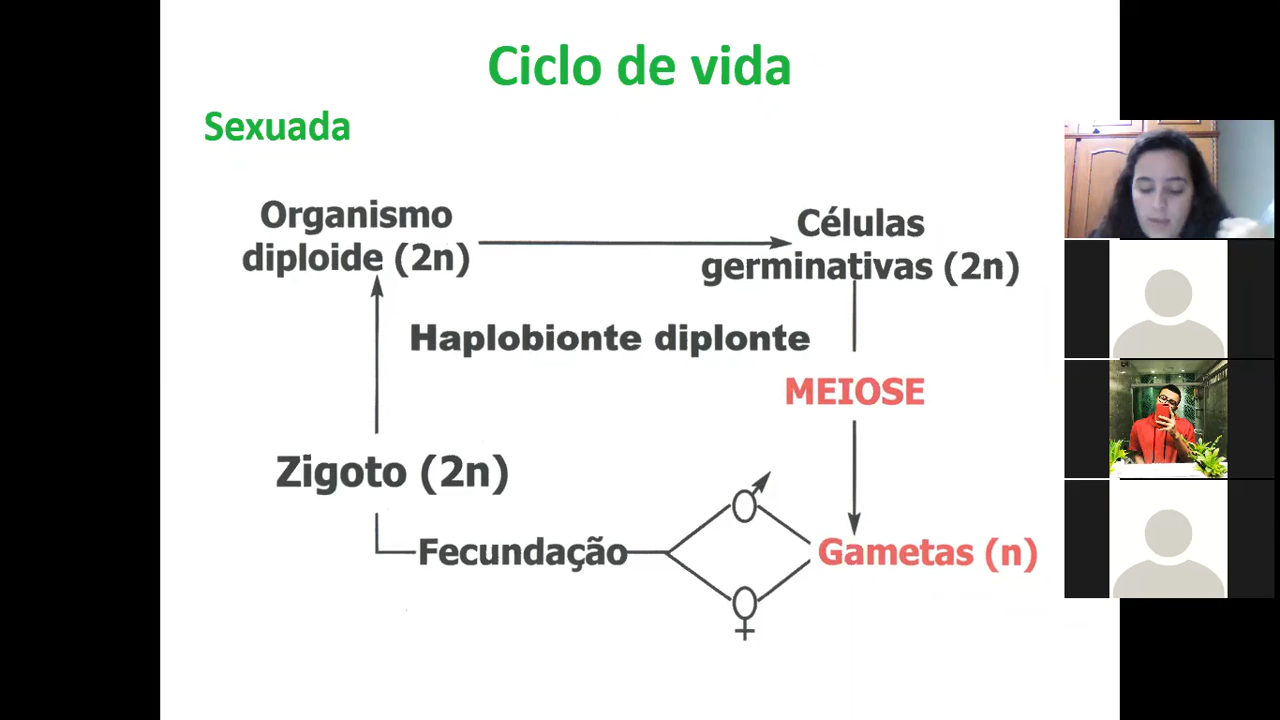 Ciclo de vida
Sexuada
Organismo
diploide (2n)
Células
germinativas (2n)
Haplobionte diplonte
MEIOSE
Zigoto (2n)
Fecundação
Gametas (n)